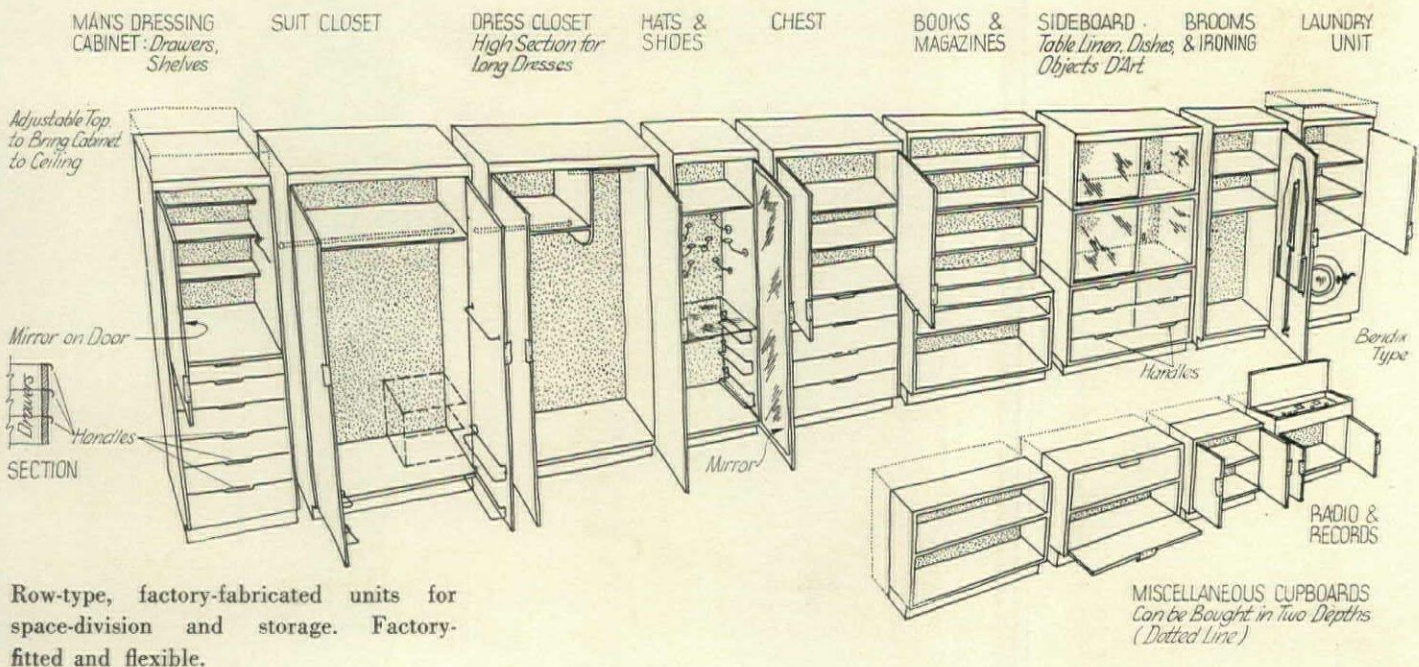 MAN'S DRESSING
CABINET: Drawers,
Shelves
SUIT CLOSET
DRESS CLOSET
High Section for
Long Dresses
HATS &
SHOES
CHEST
BOOKS &
MAGAZINES
SIDEBOARD.
Table Linen, Dishes,
Objects D'Art
BROOMS
& IRONING
LAUNDRY
UNIT
Adjustable Top
to Bring Cabinet
to Ceiling
Mirror on Door
Drawers
Handles
SECTION
Mirror
Handles
Bendix
Type
RADIO &
RECORDS
MISCELLANEOUS CUPBOARDS
Can be Bought in Two Depths
(Dotted Line)
Row-type, factory-fabricated units for
space-division and storage. Factory-
fitted and flexible.